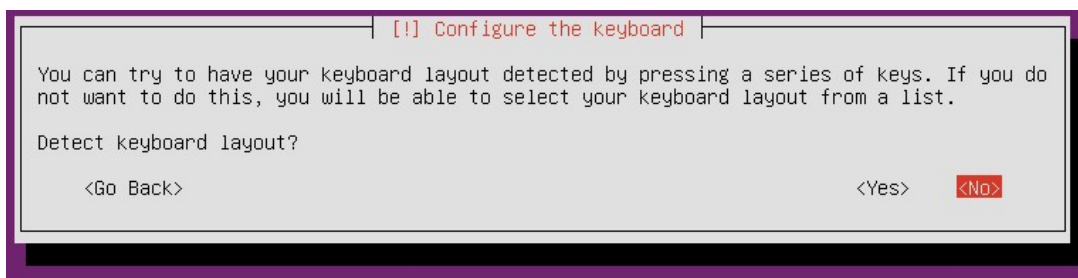 [!] Configure the keyboard
You can try to have your keyboard layout detected by pressing a series of keys. If you do
not want to do this, you will be able to select your keyboard layout from a list.
Detect keyboard layout?
<Go Back> <Yes> <No>